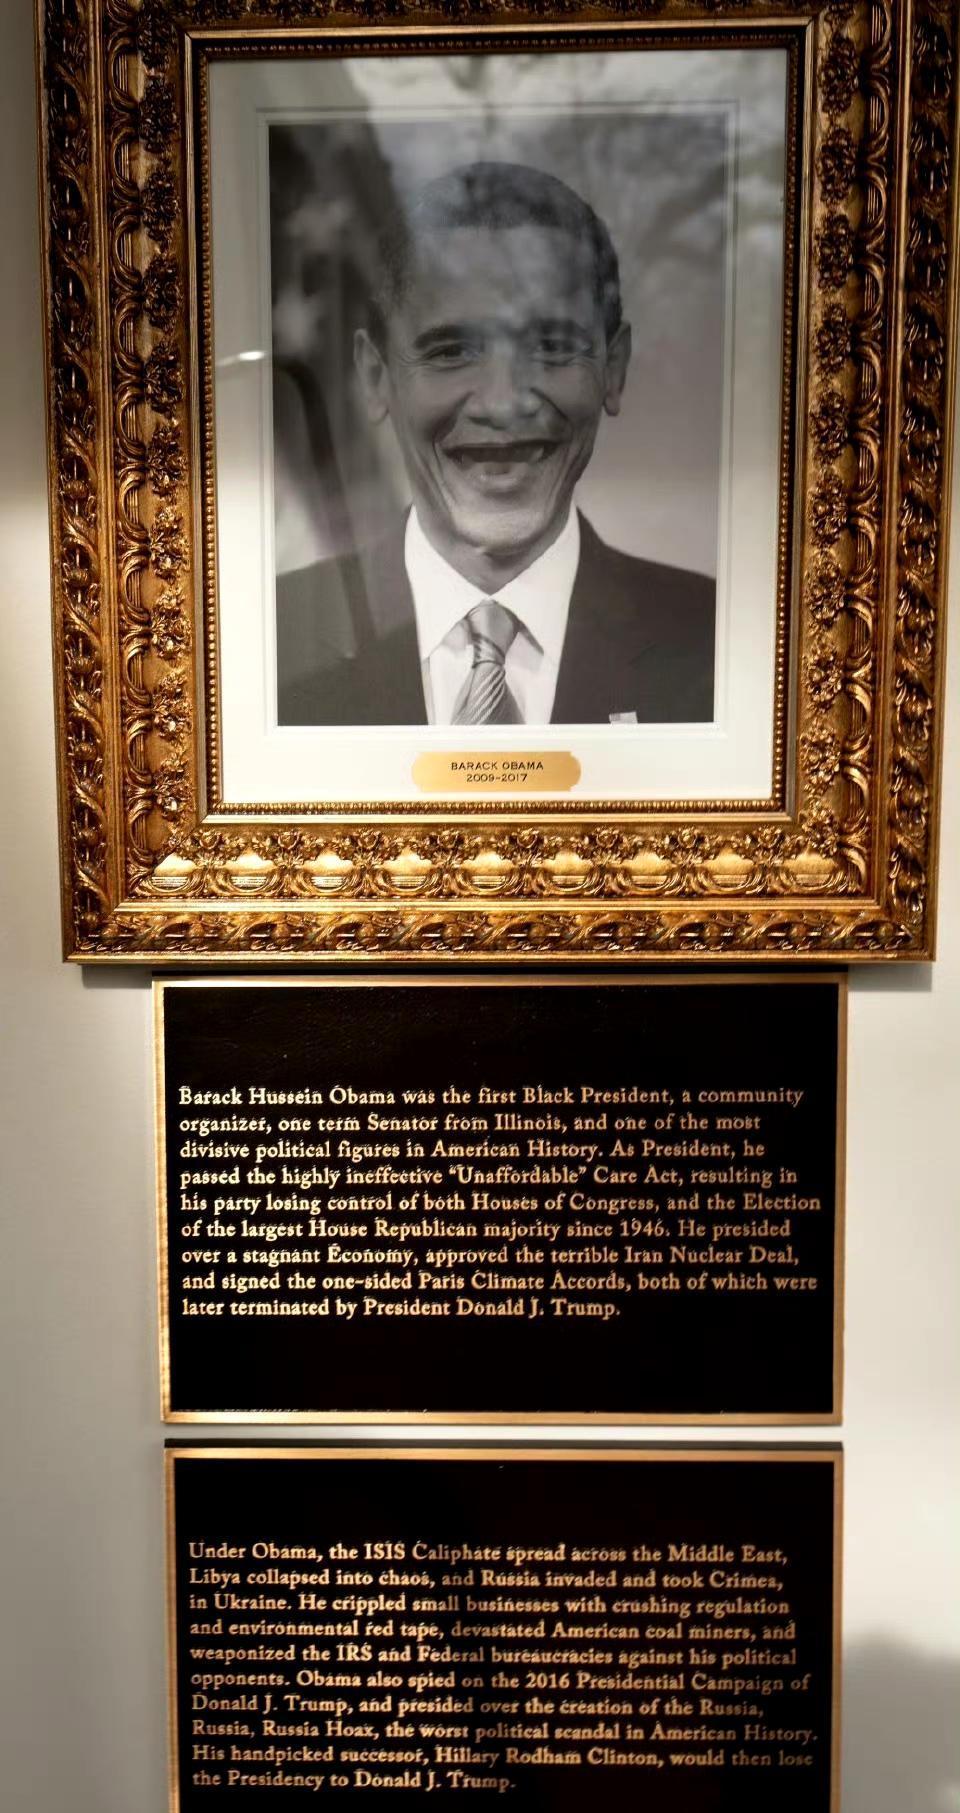 BARACK OBAMA
2009-2017
Barack Hussein Obama was the first Black President, a community
organizer, one term Senator from Illinois, and one of the most
divisive political figures in American History. As President, he
passed the highly ineffective “Unaffordable” Care Act, resulting in
his party losing control of both Houses of Congress, and the Election
of the largest House Republican majority since 1946. He presided
over a stagnant Economy, approved the terrible Iran Nuclear Deal,
and signed the one-sided Paris Climate Accords, both of which were
later terminated by President Donald J. Trump.
Under Obama, the ISIS Caliphate spread across the Middle East,
Libya collapsed into chaos, and Russia invaded and took Crimea,
in Ukraine. He crippled small businesses with crushing regulation
and environmental red tape, devastated American coal miners, and
weaponized the IRS and Federal bureaucracies against his political
opponents. Obama also spied on the 2016 Presidential Campaign of
Donald J. Trump, and presided over the creation of the Russia,
Russia, Russia Hoax, the worst political scandal in American History.
His handpicked successor, Hillary Rodham Clinton, would then lose
the Presidency to Donald J. Trump.